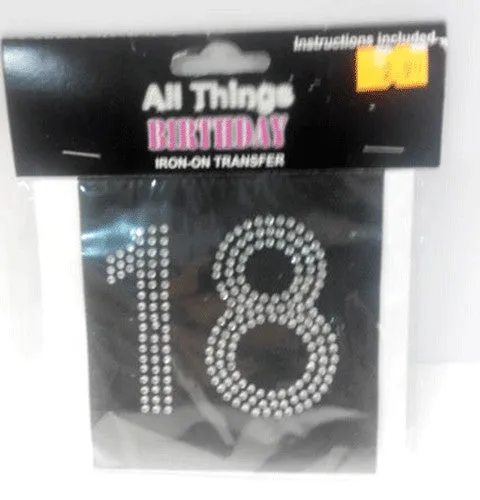 Instructions included
All Things
BIRTHDAY
IRON-ON TRANSFER
18